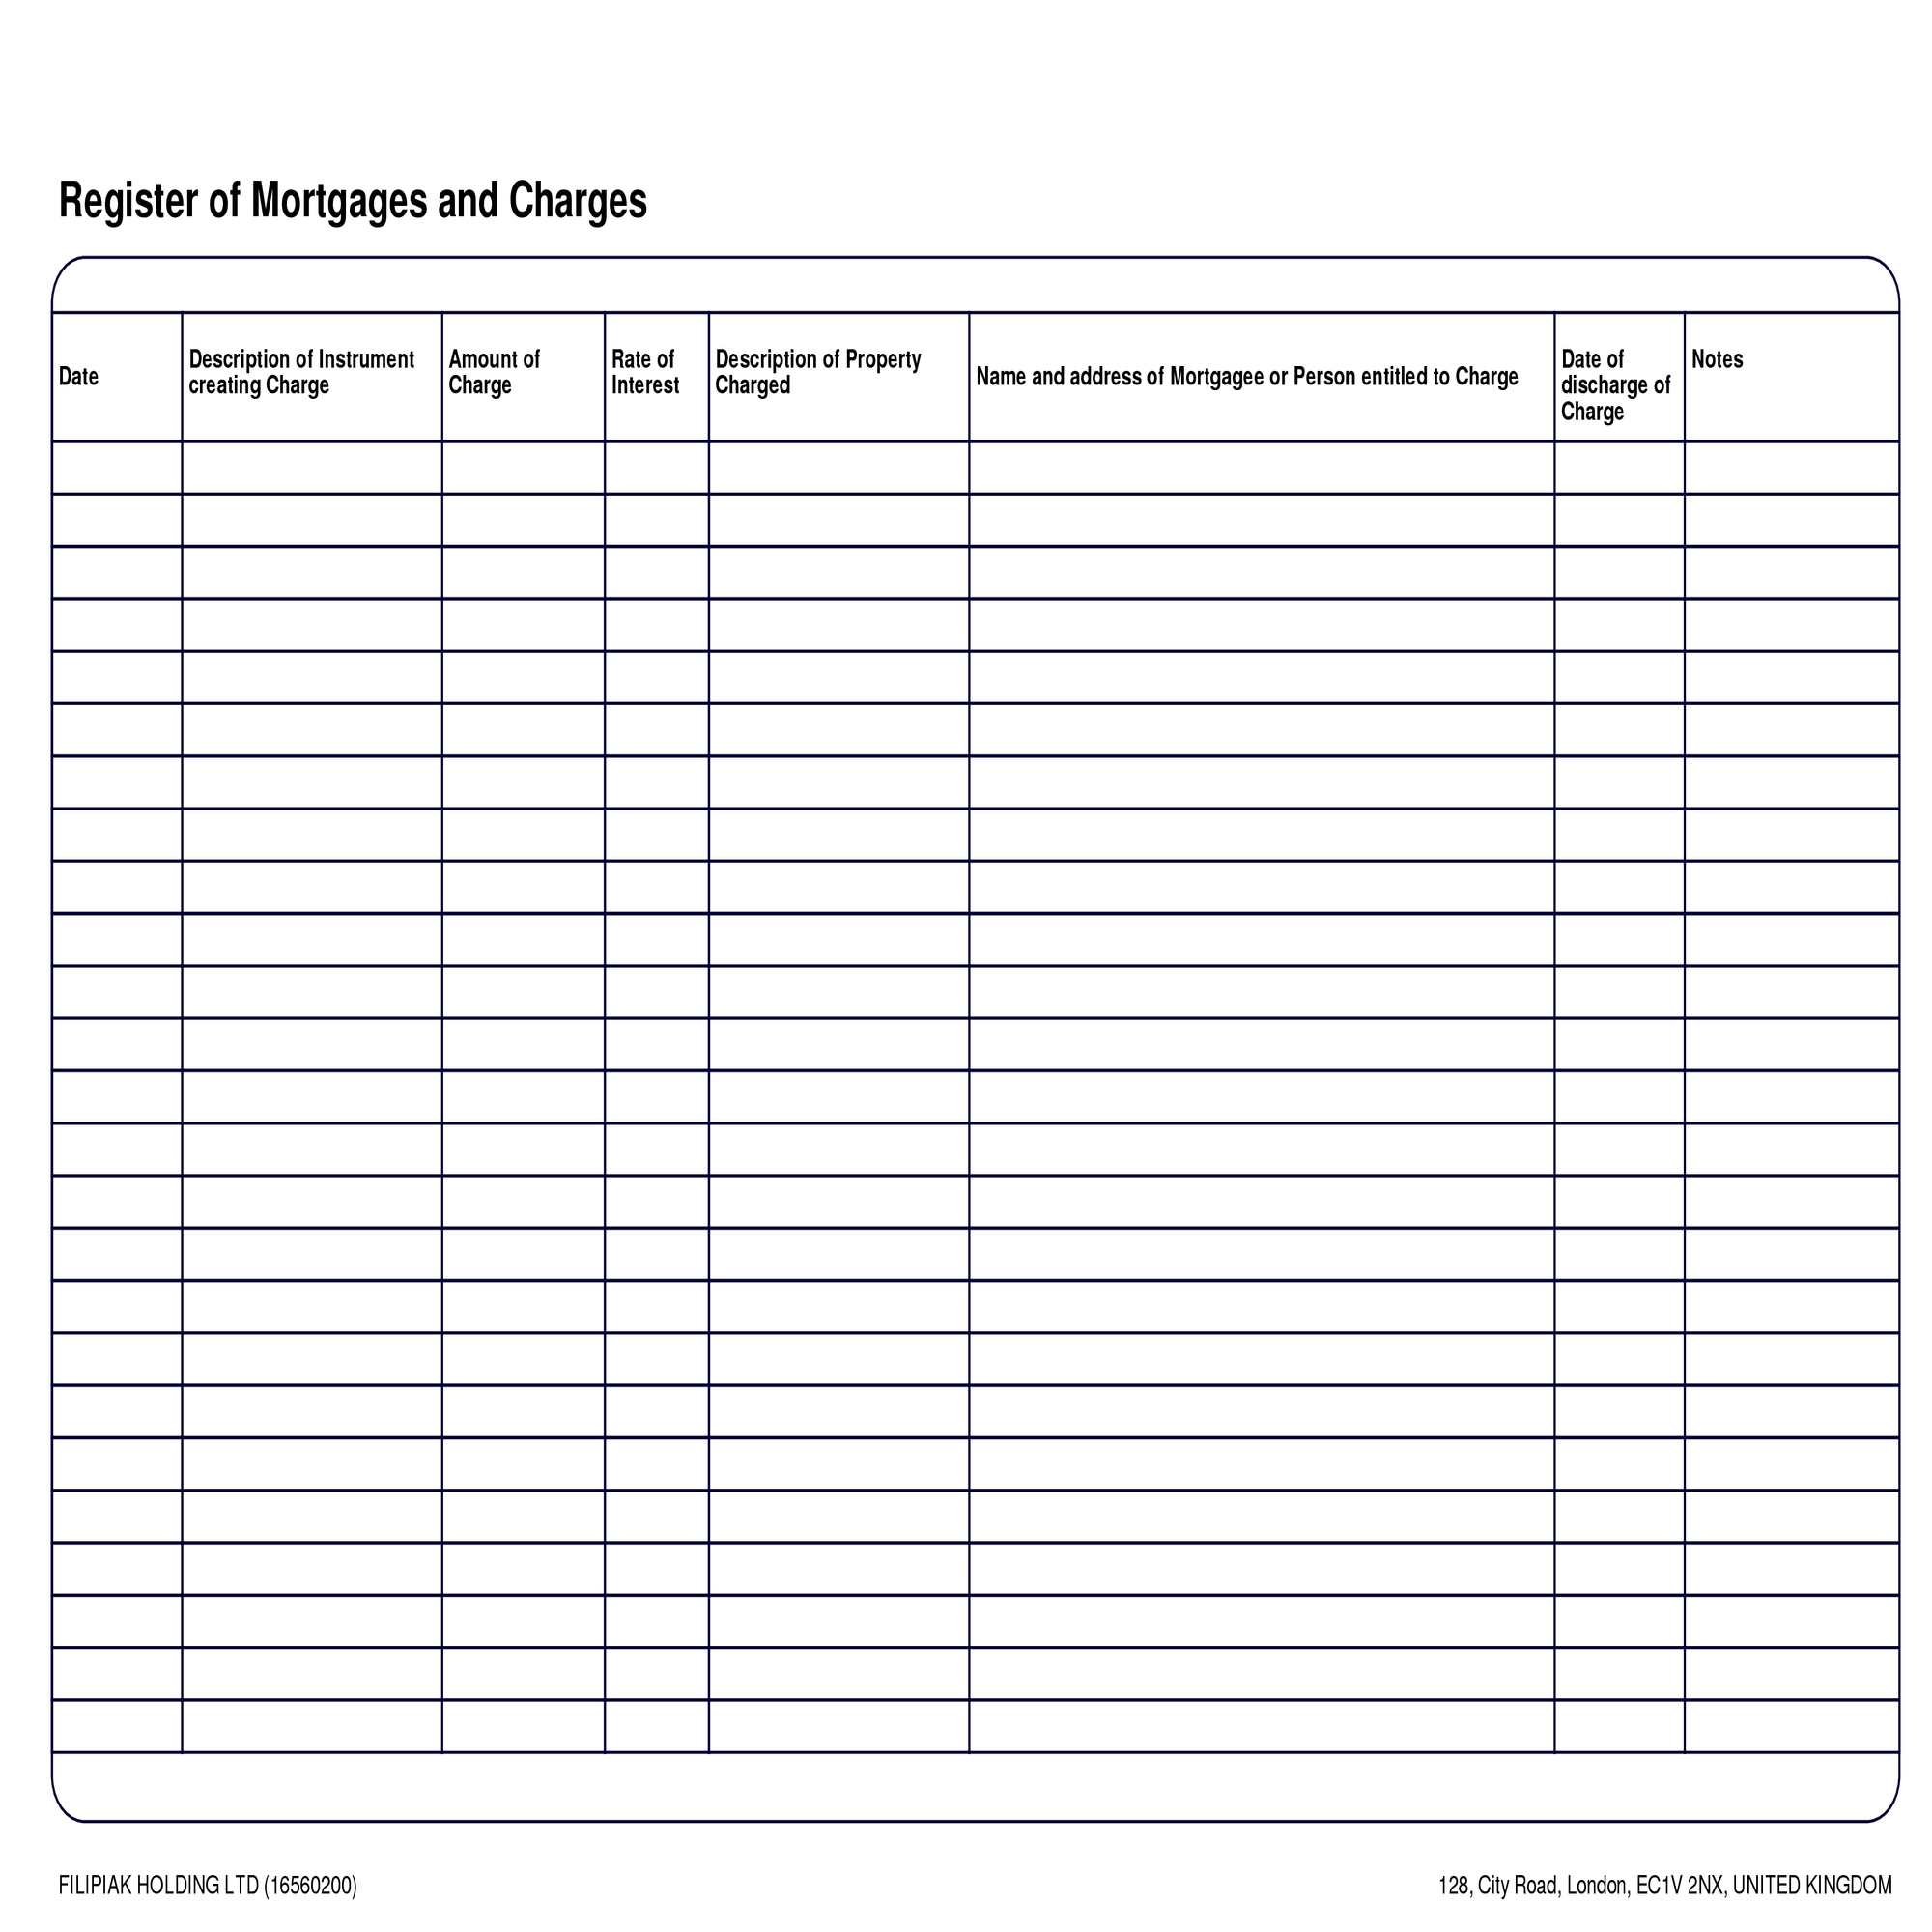 Register of Mortgages and Charges
Date
Description of Instrument
creating Charge
Amount of
Charge
Rate of
Interest
Description of Property
Charged
Name and address of Mortgagee or Person entitled to Charge
Date of
discharge of
Charge
Notes
FILIPIAK HOLDING LTD (16560200)
128, City Road, London, EC1V 2NX, UNITED KINGDOM